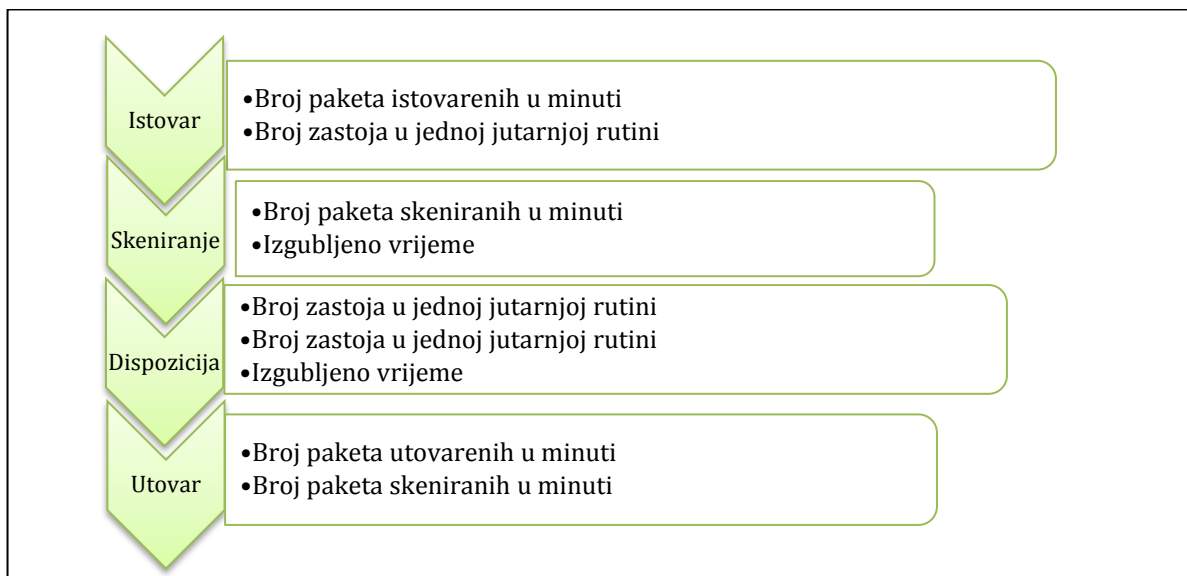 Istovar
•Broj paketa istovarenih u minuti
•Broj zastoja u jednoj jutarnjoj rutini
Skeniranje
•Broj paketa skeniranih u minuti
•Izgubljeno vrijeme
Dispozicija
•Broj zastoja u jednoj jutarnjoj rutini
•Broj zastoja u jednoj jutarnjoj rutini
•Izgubljeno vrijeme
Utovar
•Broj paketa utovarenih u minuti
•Broj paketa skeniranih u minuti